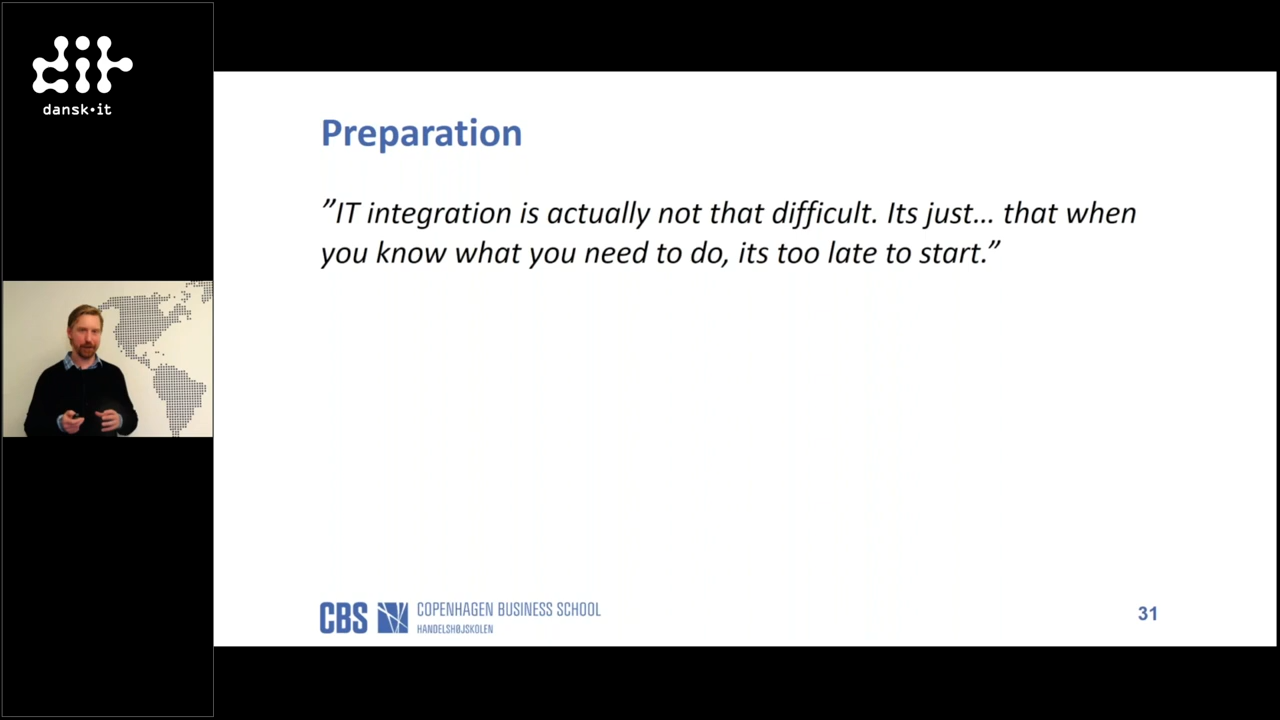 dit
dansk•it
Preparation
”IT integration is actually not that difficult. Its just... that when
you know what you need to do, its too late to start.”
CBS COPENHAGEN BUSINESS SCHOOL
HANDELSHØJSKOLEN
31